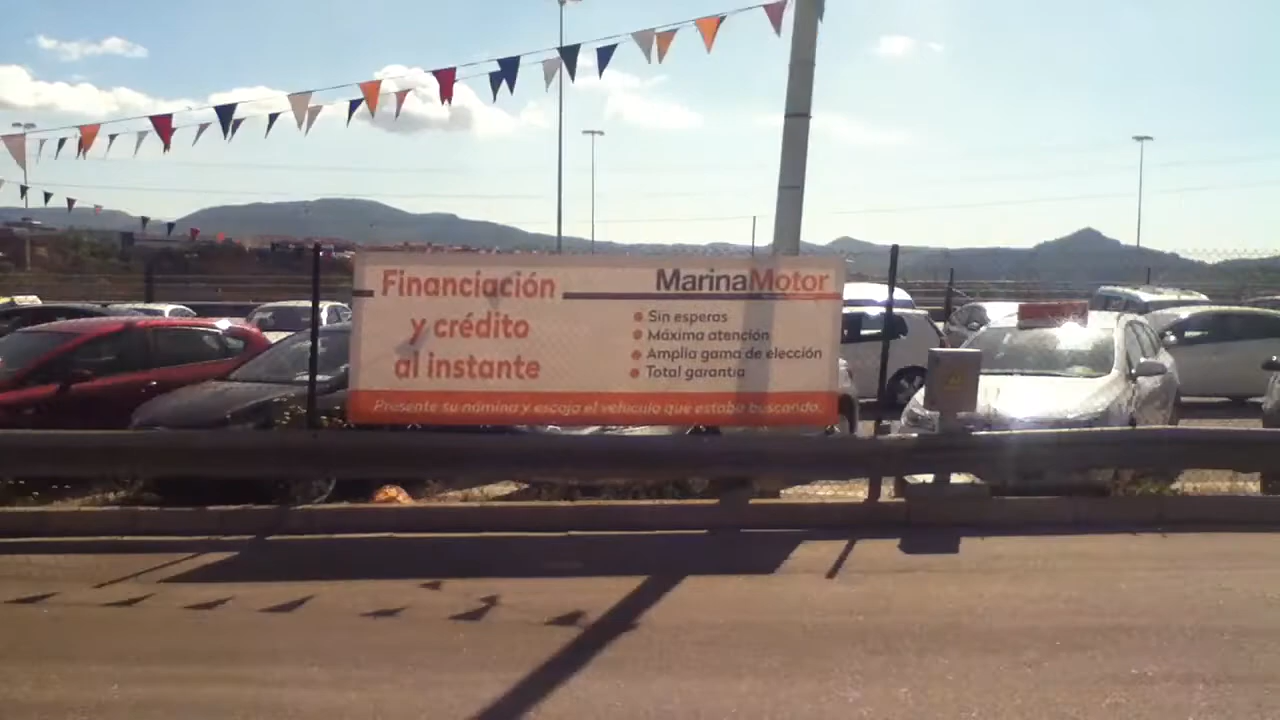 Financiación
y crédito
al instante
MarinaMotor
Sin esperas
Máxima atención
Amplia gama de elección
Total garantía
Presente su nómina y escoja el vehículo que estaba buscando.